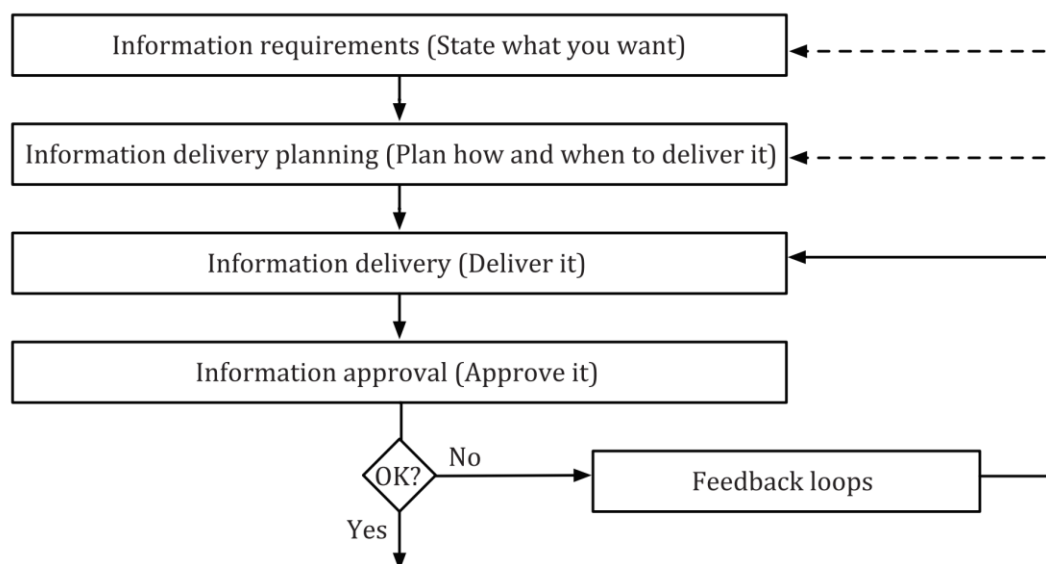 Information requirements (State what you want)
Information delivery planning (Plan how and when to deliver it)
Information delivery (Deliver it)
Information approval (Approve it)
OK?
No
Feedback loops
Yes